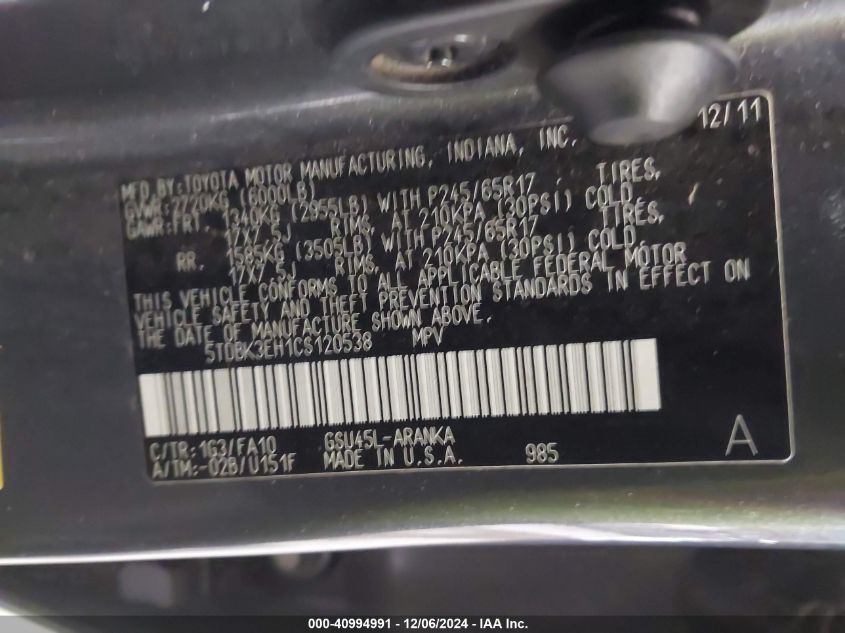 12/11
MFD.BY:TOYOTA MOTOR MANUFACTURING, INDIANA, INC.
GVWR:2720KG (6000LB)
GAWR:FRT. 1340KG (2955LB) WITH P245/65R17 TIRES,
17X7.5J RIMS, AT 210KPA (30PSI) COLD,
RR. 1585KG (3505LB) WITH P245/65R17 TIRES,
17X7.5J RIMS, AT 210KPA (30PSI) COLD.
THIS VEHICLE CONFORMS TO ALL APPLICABLE FEDERAL MOTOR
VEHICLE SAFETY AND THEFT PREVENTION STANDARDS IN EFFECT ON
THE DATE OF MANUFACTURE SHOWN ABOVE.
5TDBK3EH1CS120538 MPV
C/TR:1G3/FA10 GSU45L-ARANKA
A/TM:-02B/U151F MADE IN U.S.A. 985 A
000-40994991 - 12/06/2024 - IAA Inc.